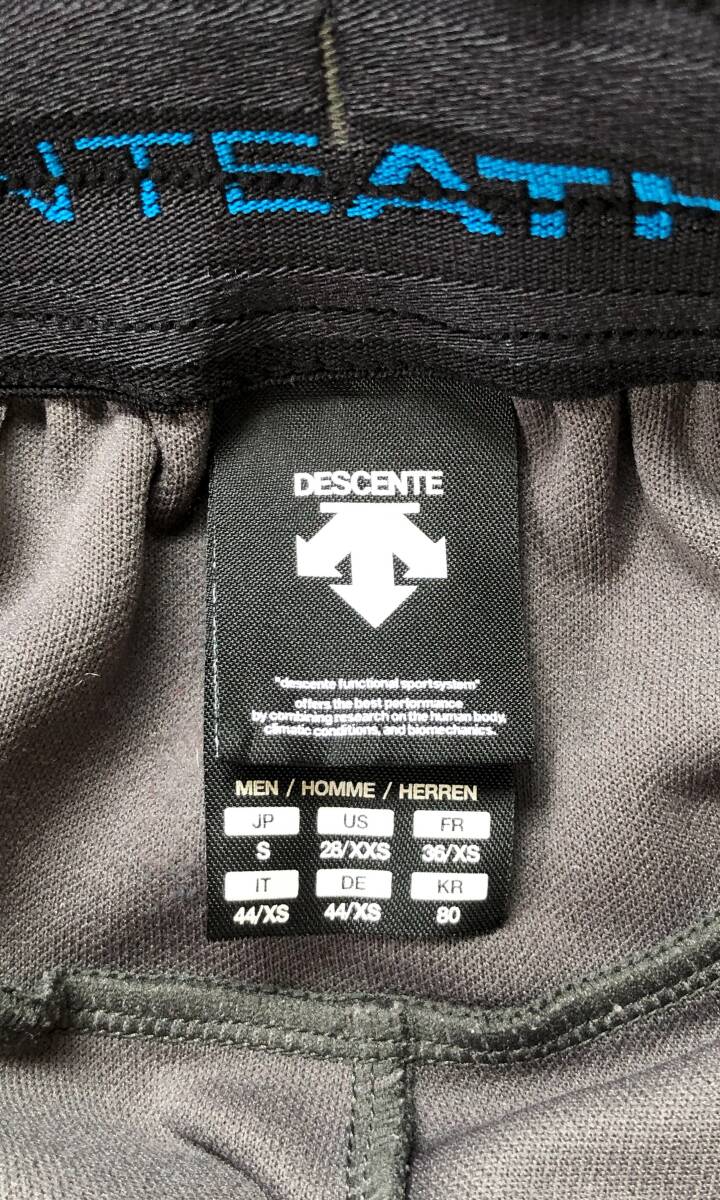 NTEATH
DESCENTE
"descente functional sportsystem"
offers the best performance
by combining research on the human body,
climatic conditions, and biomechanics.
MEN / HOMME / HERREN
JP US FR
S 28/XXS 36/XS
IT DE KR
44/XS 44/XS 80